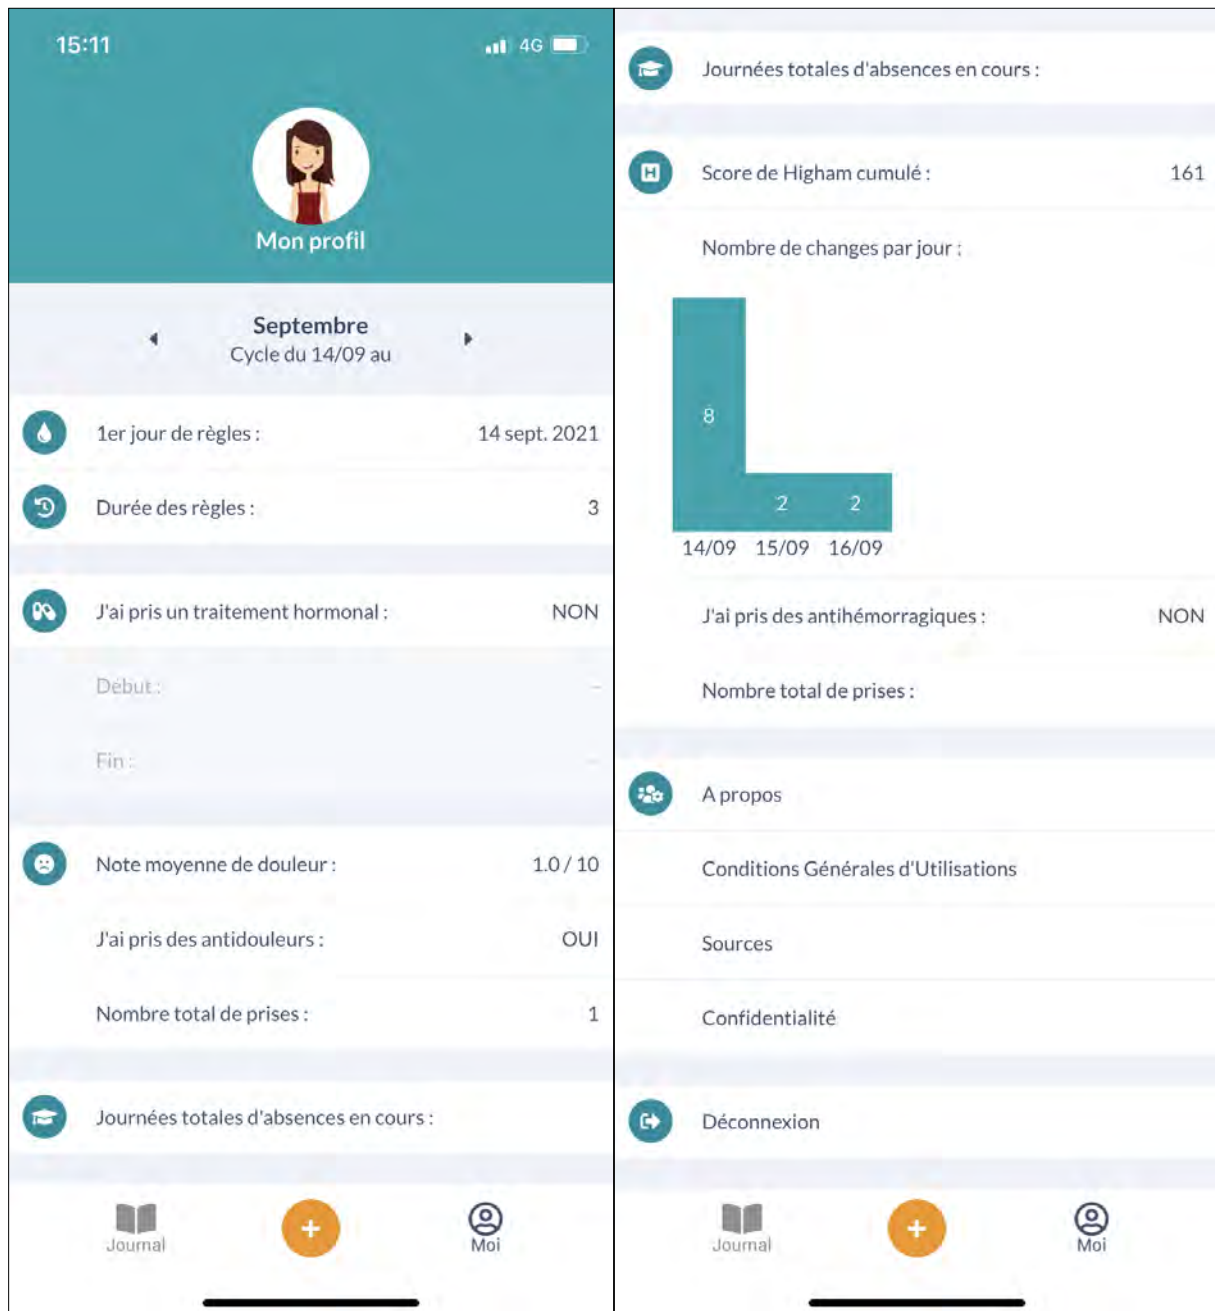 15:11
4G
Mon profil
Septembre
Cycle du 14/09 au
1er jour de règles :
14 sept. 2021
Durée des règles :
3
J'ai pris un traitement hormonal :
NON
Début :
-
Fin :
-
Note moyenne de douleur :
1.0 / 10
J'ai pris des antidouleurs :
OUI
Nombre total de prises :
1
Journées totales d'absences en cours :
Journal
+
Moi
Journées totales d'absences en cours :
H
Score de Higham cumulé :
161
Nombre de changes par jour :
8
2
2
14/09 15/09 16/09
J'ai pris des antihémorragiques :
NON
Nombre total de prises :
A propos
Conditions Générales d'Utilisations
Sources
Confidentialité
Déconnexion
Journal
+
Moi